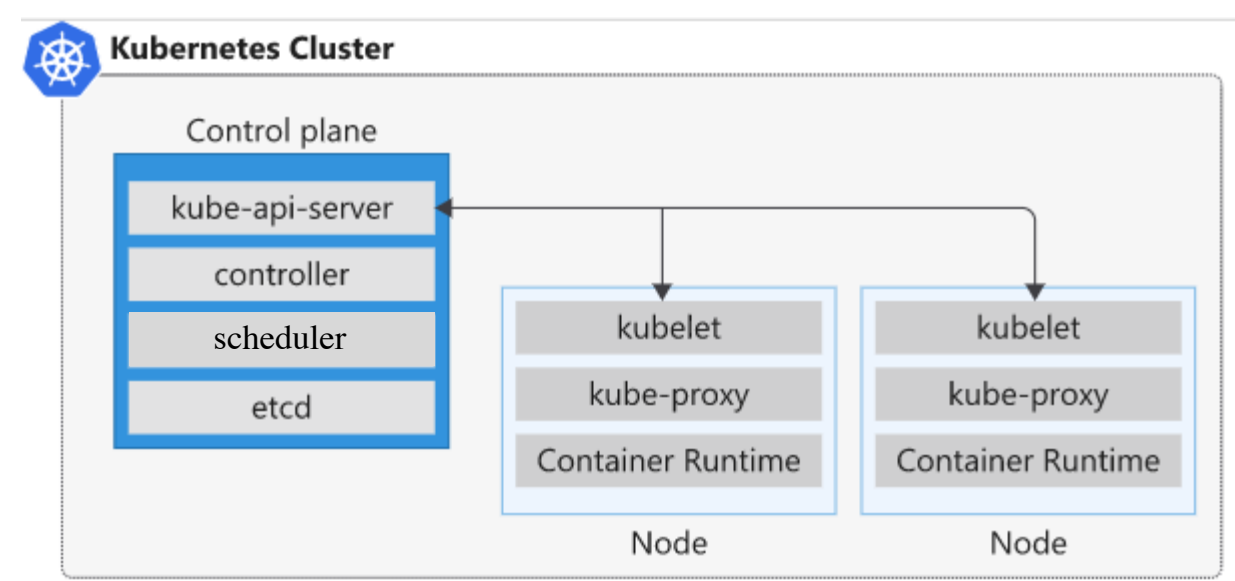 Kubernetes Cluster
Control plane
kube-api-server
controller
scheduler
etcd
kubelet
kube-proxy
Container Runtime
Node
kubelet
kube-proxy
Container Runtime
Node